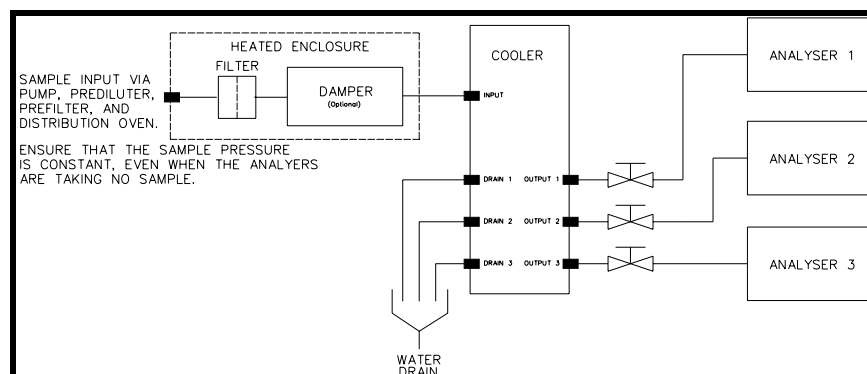 HEATED ENCLOSURE
FILTER
DAMPER
(Optional)
SAMPLE INPUT VIA
PUMP, PREDILUTER,
PREFILTER, AND
DISTRIBUTION OVEN.
ENSURE THAT THE SAMPLE PRESSURE
IS CONSTANT, EVEN WHEN THE ANALYERS
ARE TAKING NO SAMPLE.
COOLER
INPUT
DRAIN 1 OUTPUT 1
DRAIN 2 OUTPUT 2
DRAIN 3 OUTPUT 3
ANALYSER 1
ANALYSER 2
ANALYSER 3
WATER
DRAIN